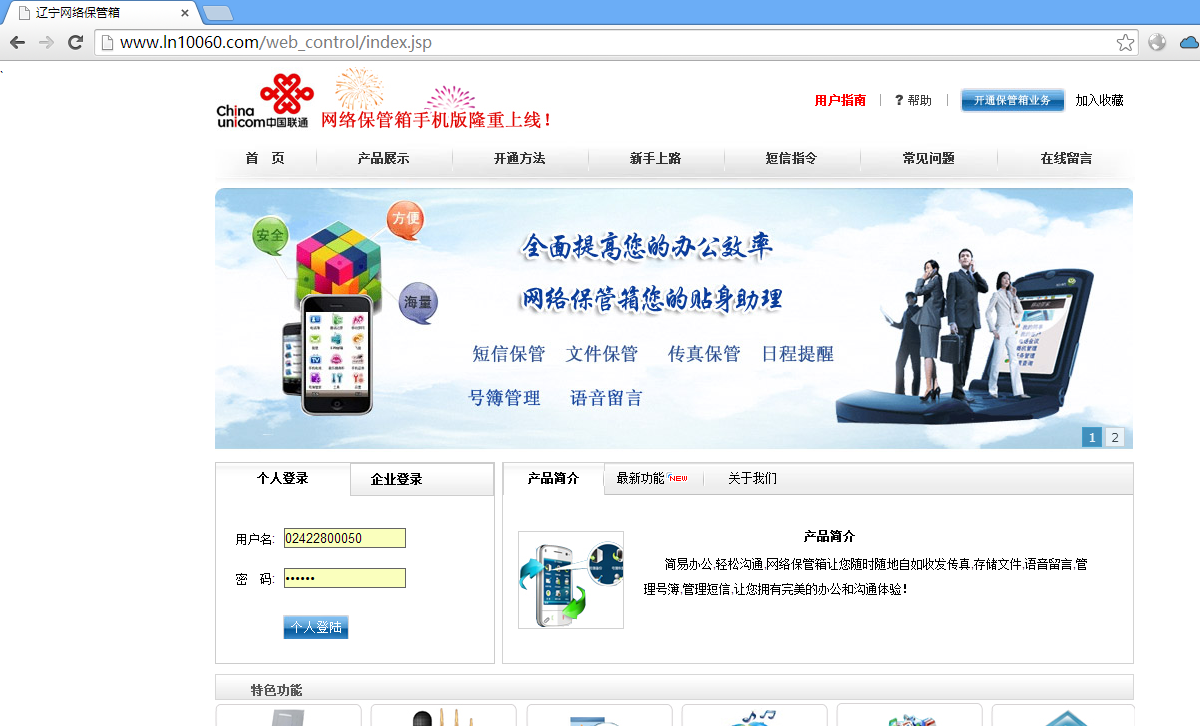 辽宁网络保管箱
www.ln10060.com/web_control/index.jsp
China
unicom中国联通
网络保管箱手机版隆重上线！
用户指南
? 帮助
开通保管箱业务
加入收藏
首 页
产品展示
开通方法
新手上路
短信指令
常见问题
在线留言
安全
方便
海量
全面提高您的办公效率
网络保管箱您的贴身助理
短信保管 文件保管 传真保管 日程提醒
号簿管理 语音留言
1 2
个人登录 企业登录
用户名: 02422800050
密 码: ••••••
个人登陆
产品简介 最新功能 NEW 关于我们
产品简介
简易办公,轻松沟通.网络保管箱让您随时随地自如收发传真,存储文件,语音留言,管
理号簿,管理短信,让您拥有完美的办公和沟通体验！
特色功能